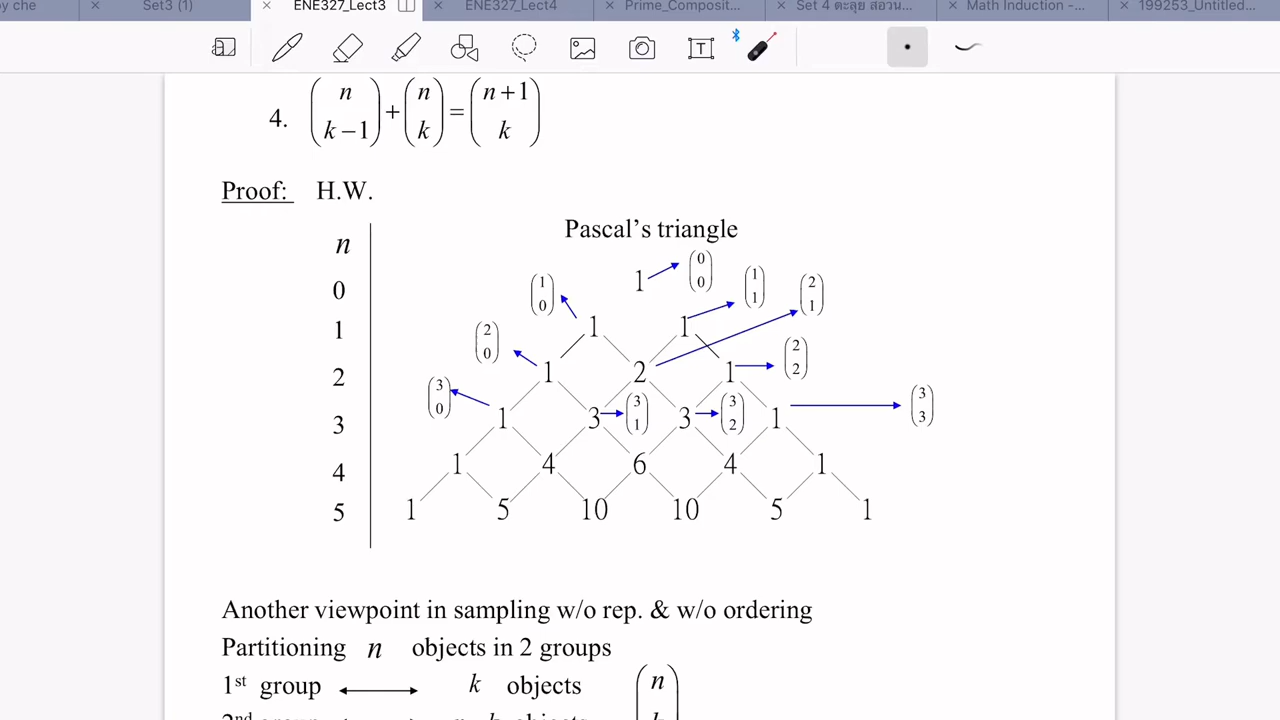 y che × Set3 (1) × ENE327_Lect3 × ENE327_Lect4 × Prime_Composit... × Set 4 ตะลุย สอวน... × Math Induction -... × 199253_Untitled...
4. (n k−1) + (n k) = (n+1 k)
Proof: H.W.
Pascal's triangle
n
0 1 (0 0)
1 (1 0) 1 1 (1 1)
2 (2 0) 1 2 (2 1) 1 (2 2)
3 (3 0) 1 3 (3 1) 3 (3 2) 1 (3 3)
4 1 4 6 4 1
5 1 5 10 10 5 1
Another viewpoint in sampling w/o rep. & w/o ordering
Partitioning n objects in 2 groups
1st group ⟷ k objects (n